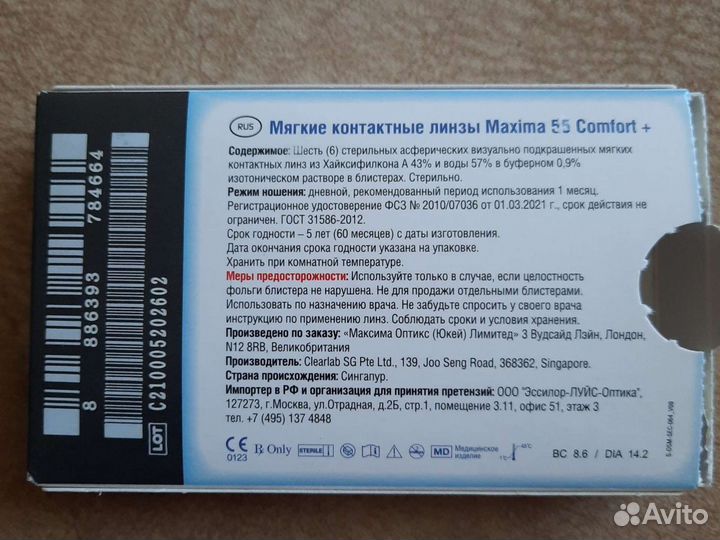 RUS Мягкие контактные линзы Maxima 55 Comfort +
Содержимое: Шесть (6) стерильных асферических визуально подкрашенных мягких
контактных линз из Хайксифилкона А 43% и воды 57% в буферном 0,9%
изотоническом растворе в блистерах. Стерильно.
Режим ношения: дневной, рекомендованный период использования 1 месяц.
Регистрационное удостоверение ФСЗ № 2010/07036 от 01.03.2021 г., срок действия не
ограничен. ГОСТ 31586-2012.
Срок годности – 5 лет (60 месяцев) с даты изготовления.
Дата окончания срока годности указана на упаковке.
Хранить при комнатной температуре.
Меры предосторожности: Используйте только в случае, если целостность
фольги блистера не нарушена. Не для продажи отдельными блистерами.
Использовать по назначению врача. Не забудьте спросить у своего врача
инструкцию по применению линз. Соблюдать сроки и условия хранения.
Произведено по заказу: «Максима Оптикс (Юкей) Лимитед» 3 Вудсайд Лэйн, Лондон,
N12 8RB, Великобритания
Производитель: Clearlab SG Pte Ltd., 139, Joo Seng Road, 368362, Singapore.
Страна происхождения: Сингапур.
Импортер в РФ и организация для принятия претензий: ООО "Эссилор-ЛУЙС-Оптика",
127273, г.Москва, ул.Отрадная, д.2Б, стр.1, помещение 3.11, офис 51, этаж 3
тел. +7 (495) 137 4848
CE 0123 Rx Only STERILE MD Медицинское изделие
BC 8.6 / DIA 14.2
8 886393 784664
LOT C210005202602
Avito